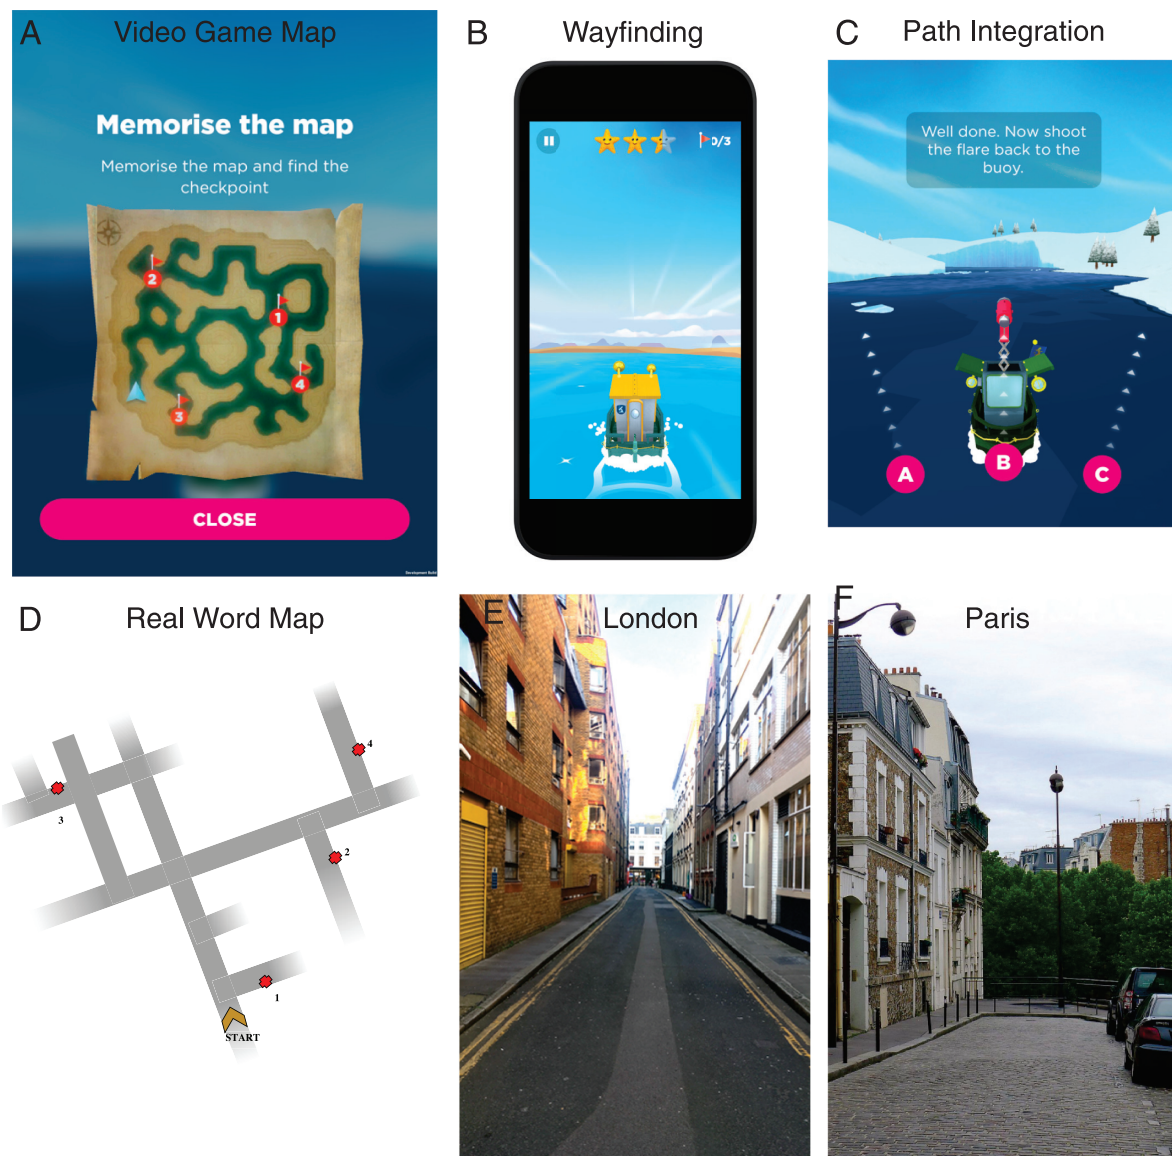 A Video Game Map
Memorise the map
Memorise the map and find the
checkpoint
2
1
4
3
CLOSE
Development Build
B Wayfinding
0/3
C Path Integration
Well done. Now shoot
the flare back to the
buoy.
A
B
C
D Real Word Map
4
3
2
1
START
E London
F Paris